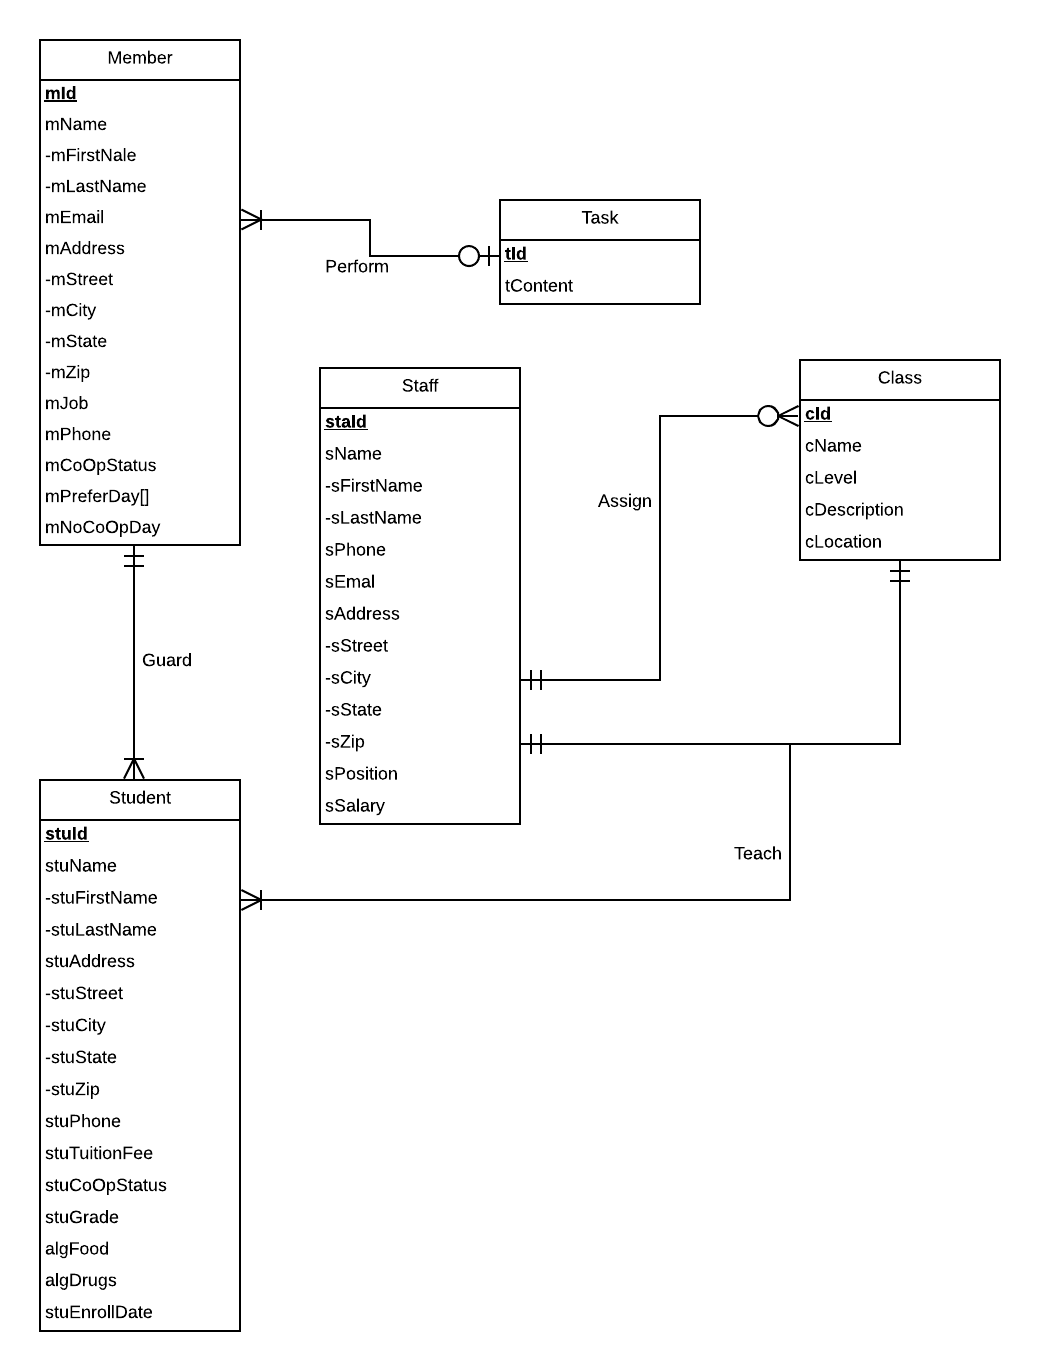 Member
mId
mName
-mFirstNale
-mLastName
mEmail
mAddress
-mStreet
-mCity
-mState
-mZip
mJob
mPhone
mCoOpStatus
mPreferDay[]
mNoCoOpDay
Perform
Task
tId
tContent
Staff
staId
sName
-sFirstName
-sLastName
sPhone
sEmal
sAddress
-sStreet
-sCity
-sState
-sZip
sPosition
sSalary
Assign
Class
cId
cName
cLevel
cDescription
cLocation
Guard
Teach
Student
stuId
stuName
-stuFirstName
-stuLastName
stuAddress
-stuStreet
-stuCity
-stuState
-stuZip
stuPhone
stuTuitionFee
stuCoOpStatus
stuGrade
algFood
algDrugs
stuEnrollDate